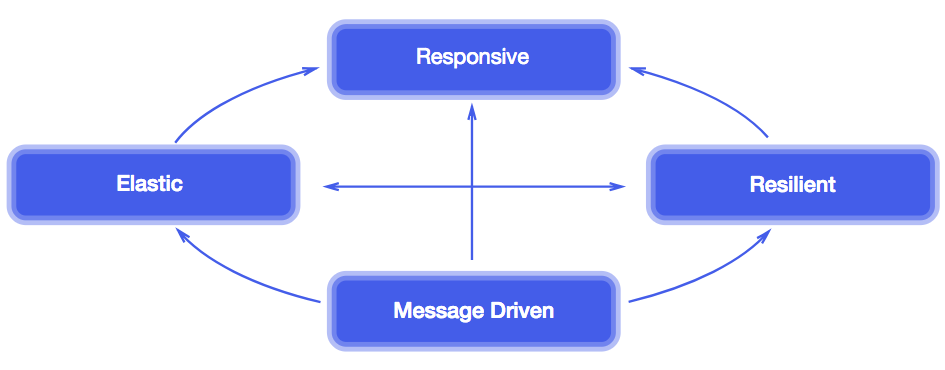 Responsive
Elastic
Resilient
Message Driven